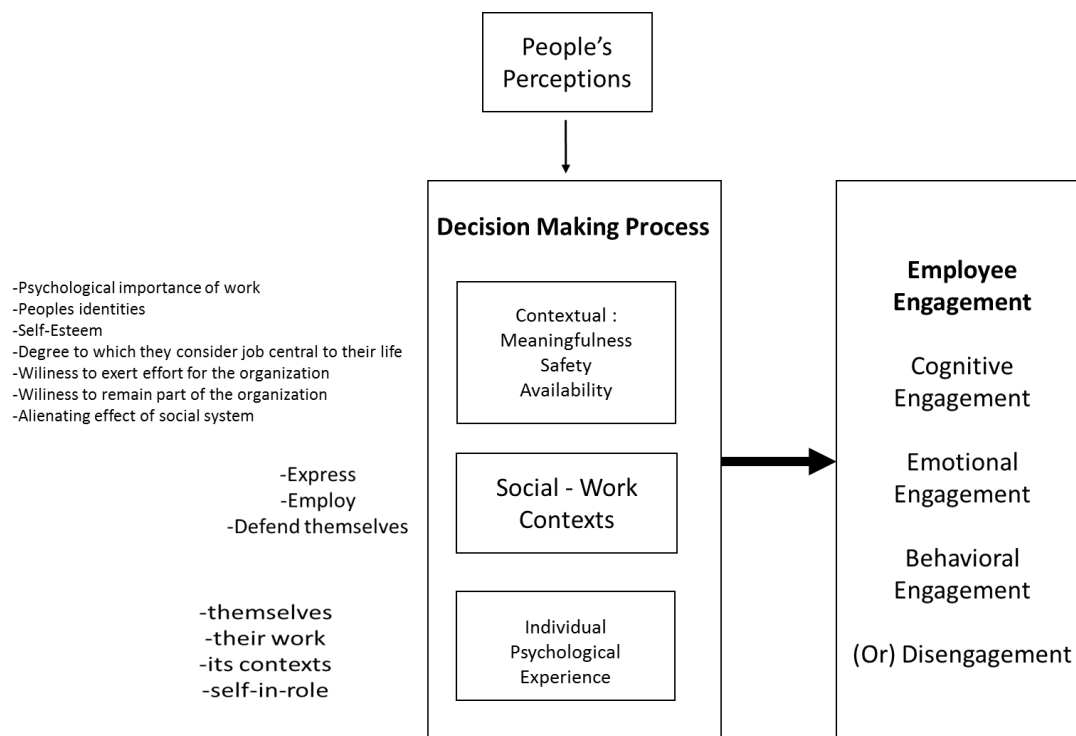 People’s
Perceptions
Decision Making Process
-Psychological importance of work
-Peoples identities
-Self-Esteem
-Degree to which they consider job central to their life
-Wiliness to exert effort for the organization
-Wiliness to remain part of the organization
-Alienating effect of social system
Contextual :
Meaningfulness
Safety
Availability
-Express
-Employ
-Defend themselves
Social - Work
Contexts
-themselves
-their work
-its contexts
-self-in-role
Individual
Psychological
Experience
Employee
Engagement
Cognitive
Engagement
Emotional
Engagement
Behavioral
Engagement
(Or) Disengagement